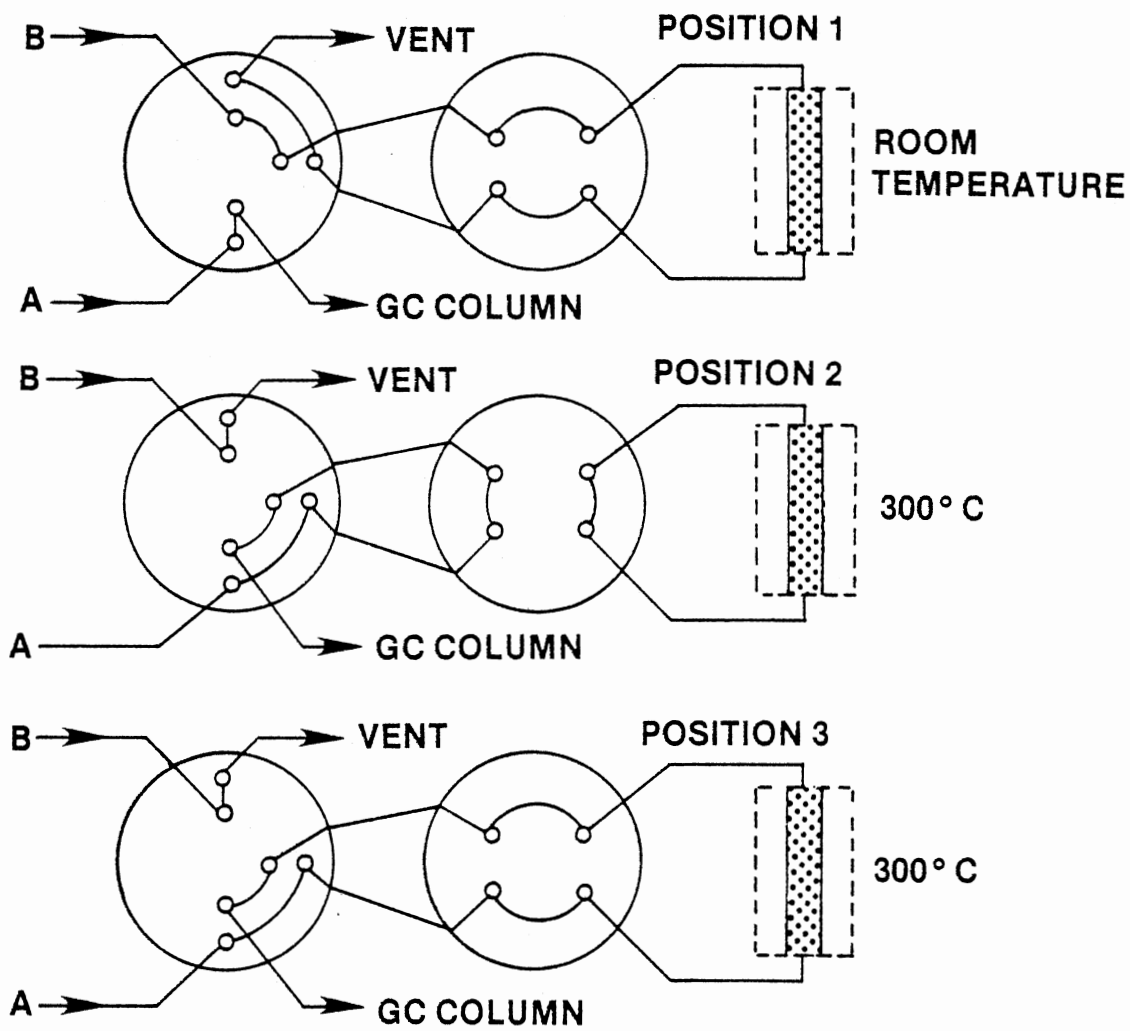 B
VENT
POSITION 1
ROOM
TEMPERATURE
A
GC COLUMN
B
VENT
POSITION 2
300° C
A
GC COLUMN
B
VENT
POSITION 3
300° C
A
GC COLUMN